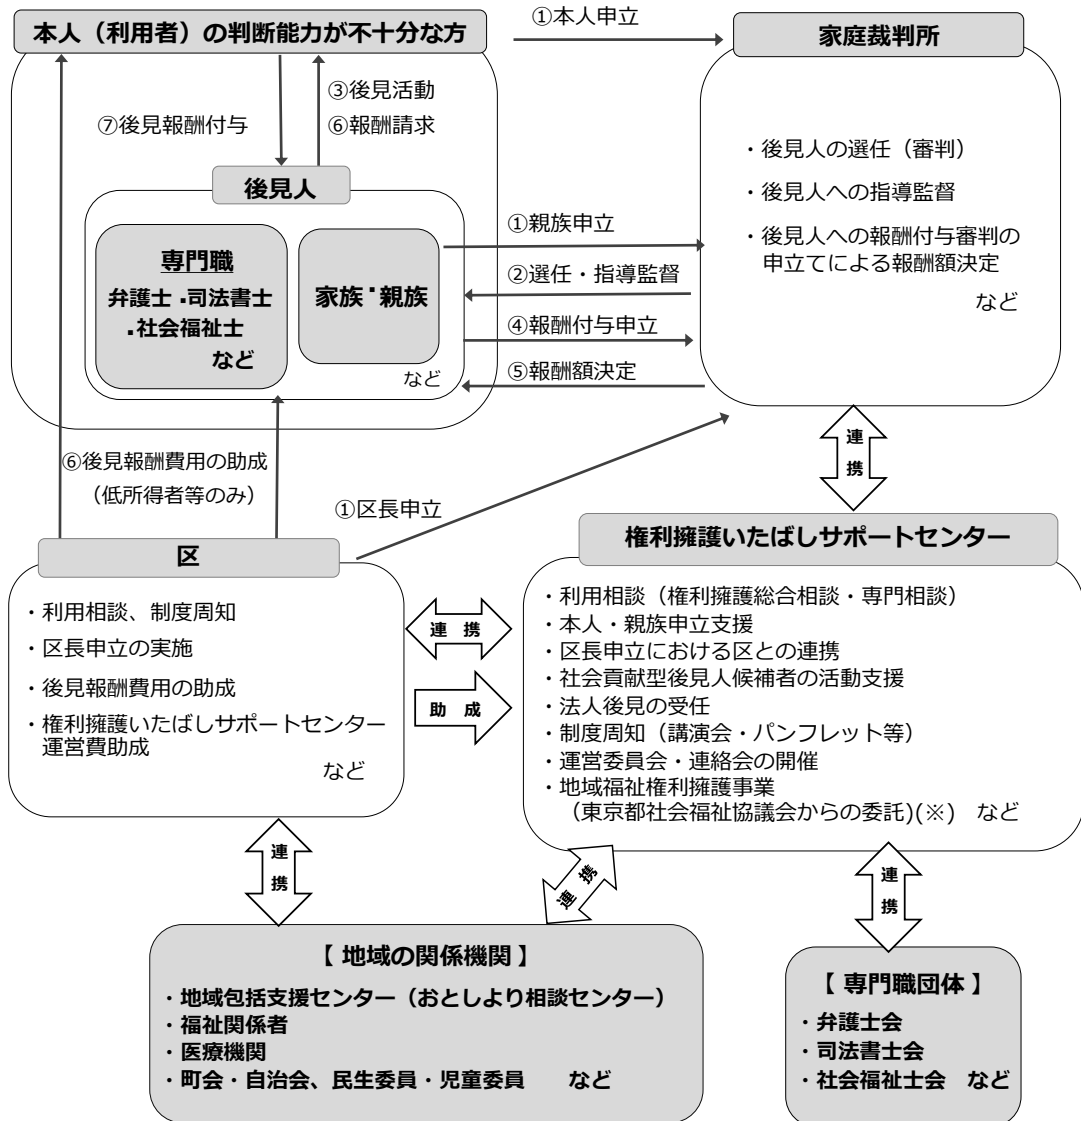 本人（利用者）の判断能力が不十分な方
①本人申立
家庭裁判所
③後見活動
⑦後見報酬付与
⑥報酬請求
後見人
専門職
弁護士・司法書士
・社会福祉士
など
家族・親族
など
①親族申立
②選任・指導監督
④報酬付与申立
⑤報酬額決定
・後見人の選任（審判）
・後見人への指導監督
・後見人への報酬付与審判の
申立てによる報酬額決定
など
連
携
⑥後見報酬費用の助成
（低所得者等のみ）
①区長申立
区
・利用相談、制度周知
・区長申立の実施
・後見報酬費用の助成
・権利擁護いたばしサポートセンター
運営費助成
など
連 携
助 成
権利擁護いたばしサポートセンター
・利用相談（権利擁護総合相談・専門相談）
・本人・親族申立支援
・区長申立における区との連携
・社会貢献型後見人候補者の活動支援
・法人後見の受任
・制度周知（講演会・パンフレット等）
・運営委員会・連絡会の開催
・地域福祉権利擁護事業
（東京都社会福祉協議会からの委託)(※)　など
連
携
連 携
連
携
【 地域の関係機関 】
・地域包括支援センター（おとしより相談センター）
・福祉関係者
・医療機関
・町会・自治会、民生委員・児童委員　　など
【 専門職団体 】
・弁護士会
・司法書士会
・社会福祉士会　など